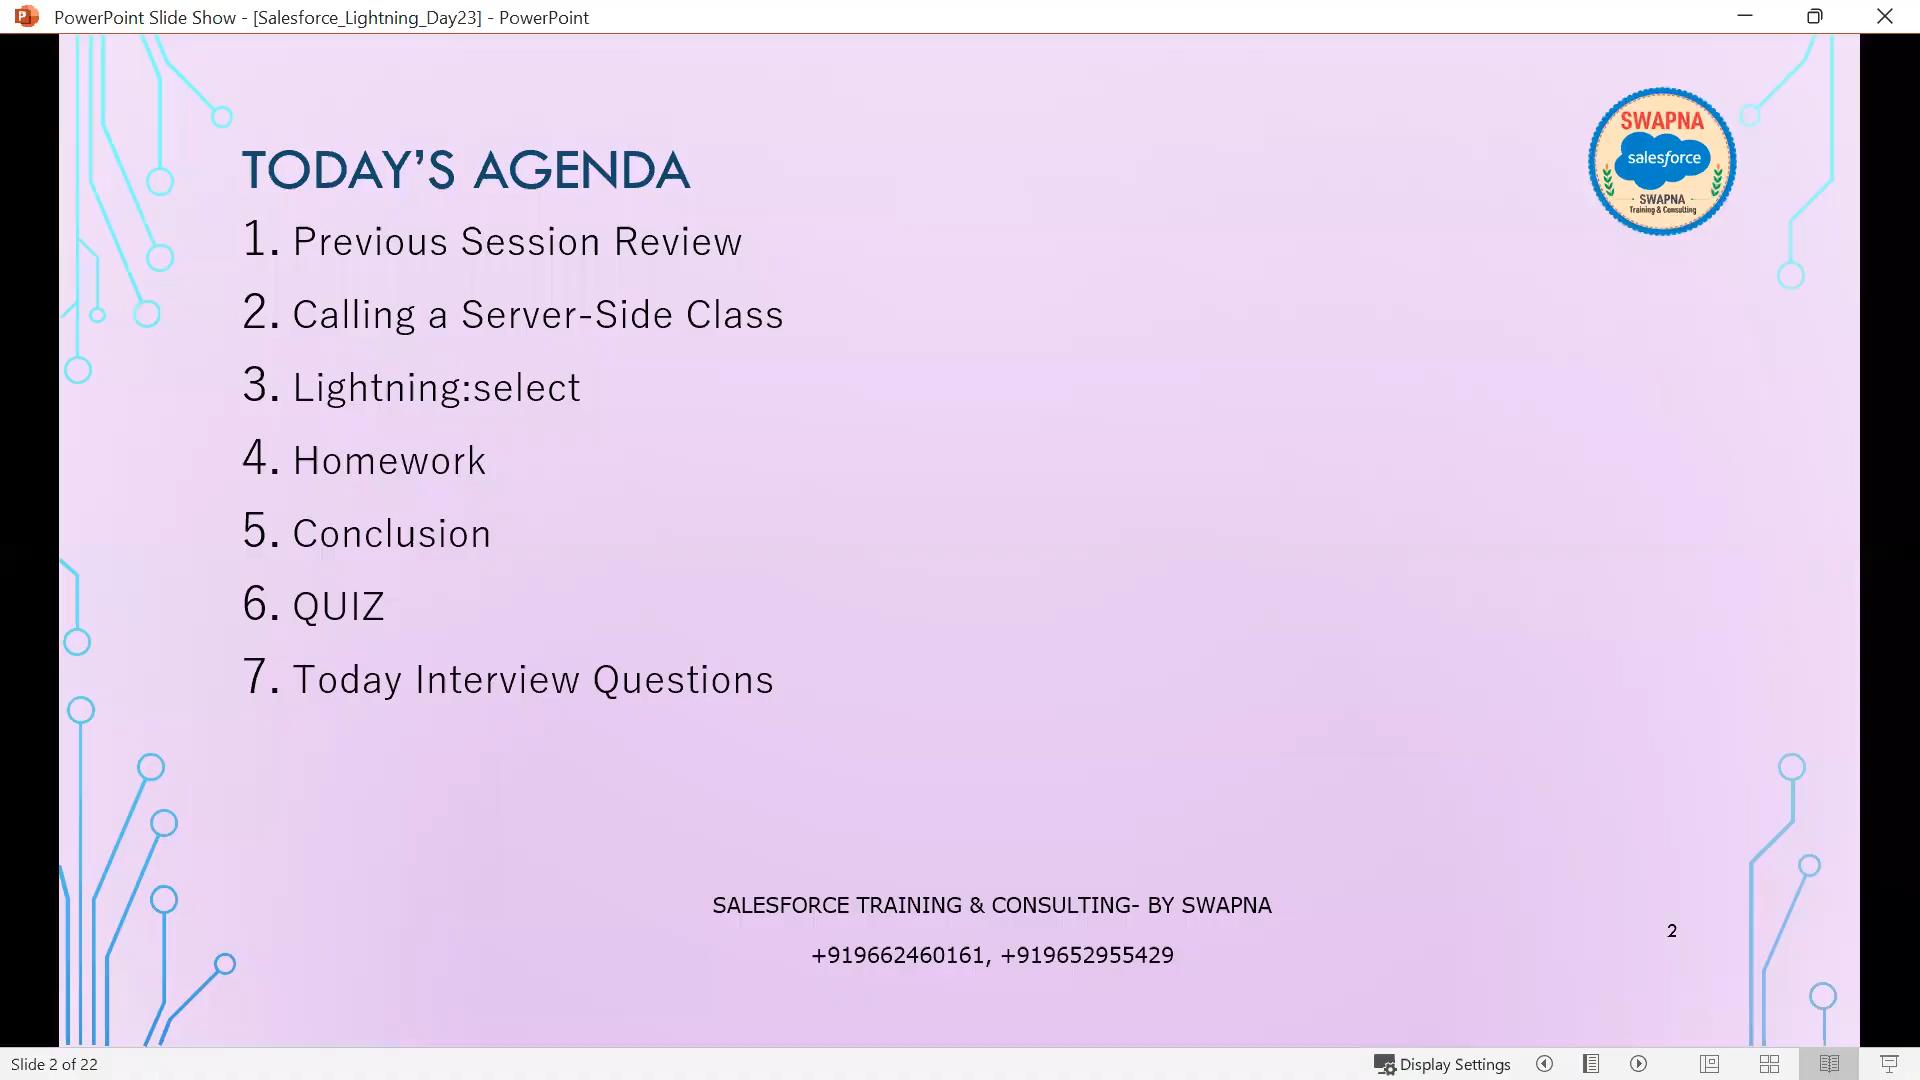 PowerPoint Slide Show - [Salesforce_Lightning_Day23] - PowerPoint
SWAPNA
salesforce
SWAPNA
Training & Consulting
TODAY’S AGENDA
1. Previous Session Review
2. Calling a Server-Side Class
3. Lightning:select
4. Homework
5. Conclusion
6. QUIZ
7. Today Interview Questions
SALESFORCE TRAINING & CONSULTING- BY SWAPNA
+919662460161, +919652955429
2
Slide 2 of 22
Display Settings